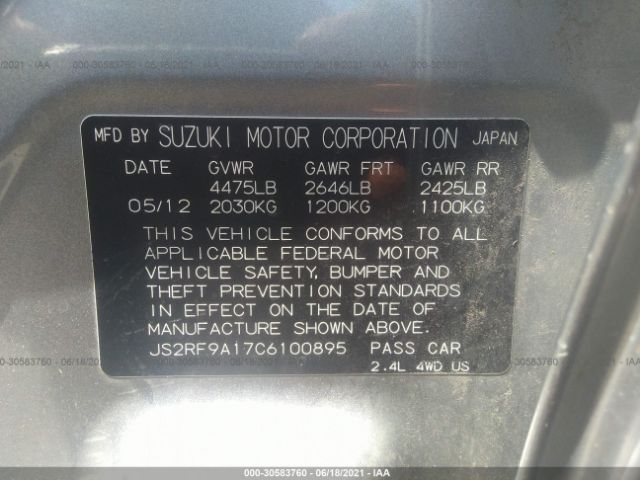 MFD BY SUZUKI MOTOR CORPORATION JAPAN
DATE GVWR GAWR FRT GAWR RR
4475LB 2646LB 2425LB
05/12 2030KG 1200KG 1100KG
THIS VEHICLE CONFORMS TO ALL
APPLICABLE FEDERAL MOTOR
VEHICLE SAFETY, BUMPER AND
THEFT PREVENTION STANDARDS
IN EFFECT ON THE DATE OF
MANUFACTURE SHOWN ABOVE.
JS2RF9A17C6100895 PASS CAR
2.4L 4WD US
000-30583760 - 06/18/2021 - IAA